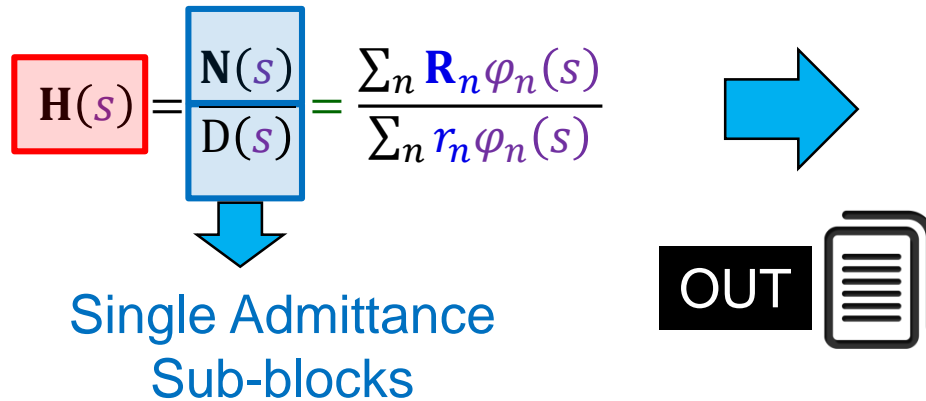 𝐇(𝑠) = 𝐍(𝑠)/D(𝑠) = ∑ₙ 𝐑ₙ𝜑ₙ(𝑠) / ∑ₙ 𝑟ₙ𝜑ₙ(𝑠)
OUT
Single Admittance
Sub-blocks